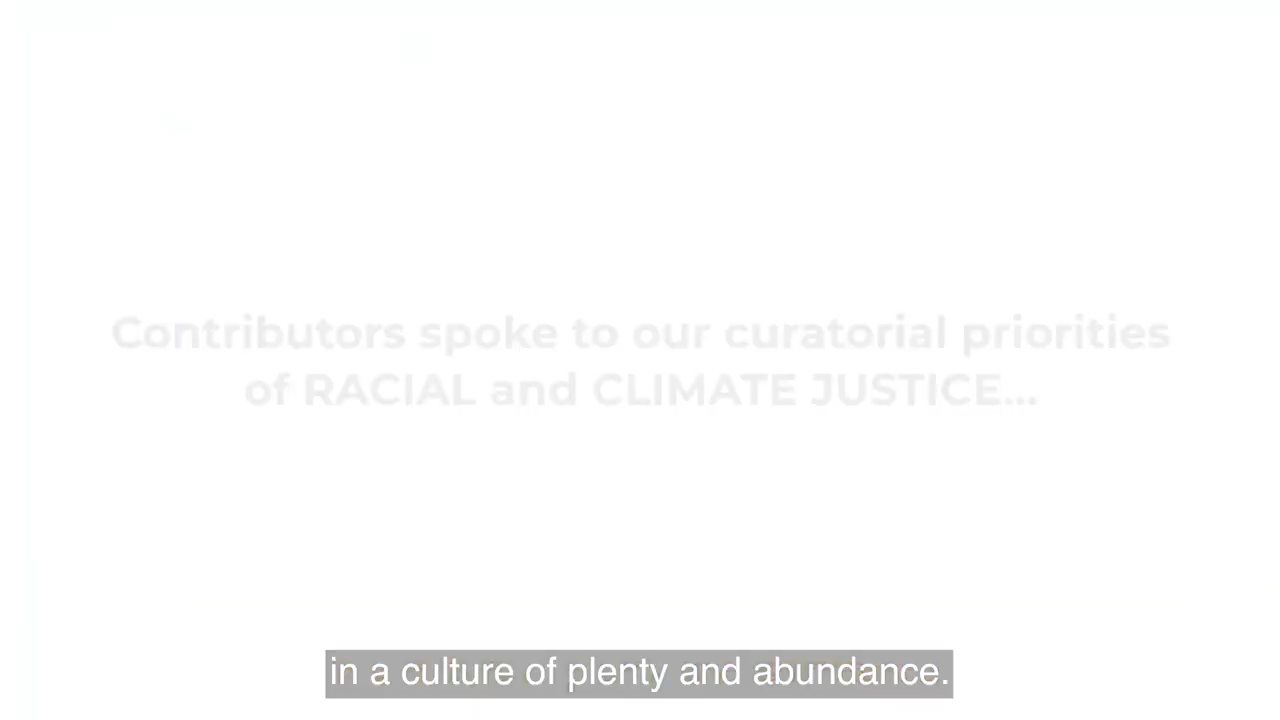 Contributors spoke to our curatorial priorities
of RACIAL and CLIMATE JUSTICE...
in a culture of plenty and abundance.